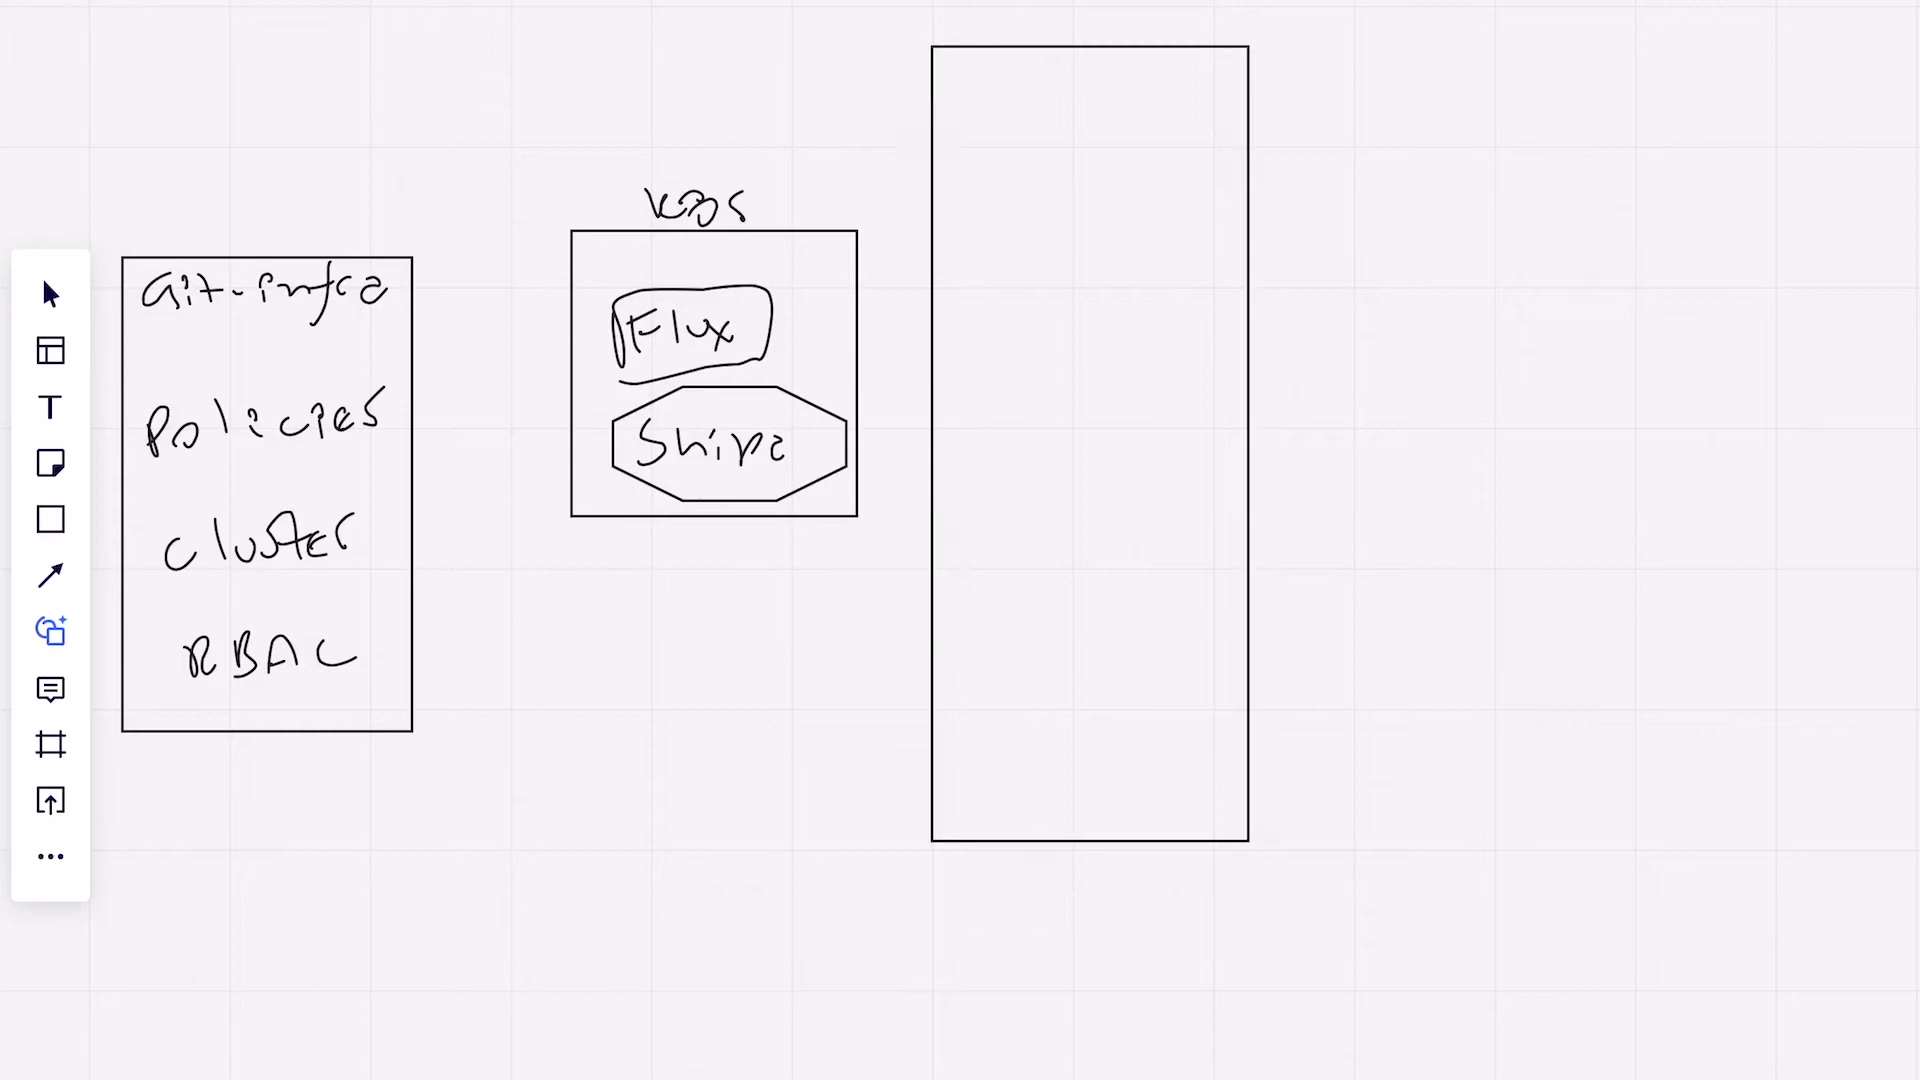 Git-infra
Policies
Cluster
RBAC
K8s
Flux
Shipa
T